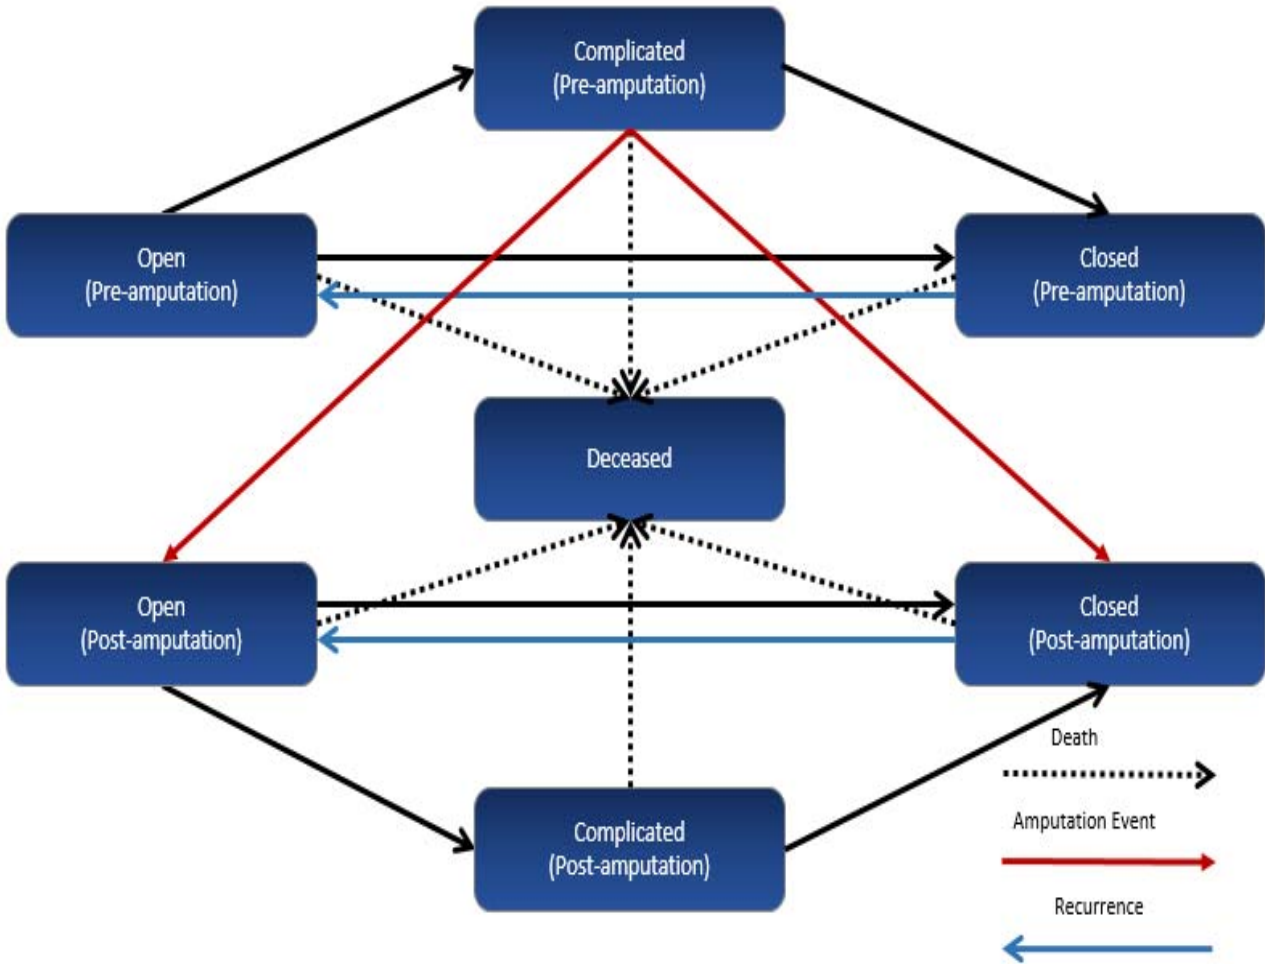 Complicated
(Pre-amputation)
Open
(Pre-amputation)
Closed
(Pre-amputation)
Deceased
Open
(Post-amputation)
Closed
(Post-amputation)
Complicated
(Post-amputation)
Death
Amputation Event
Recurrence